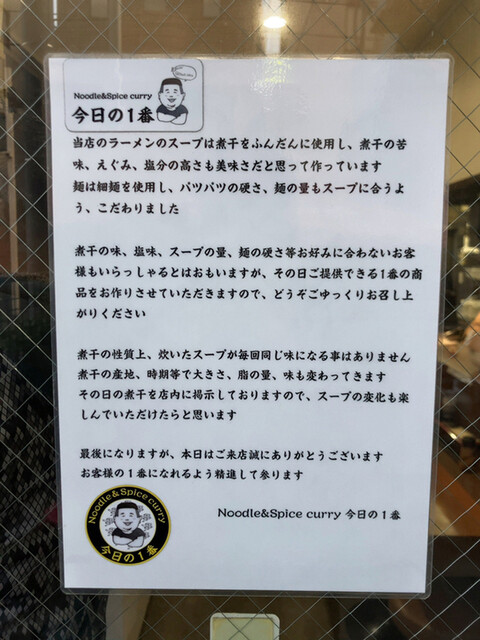 Noodle&Spice curry
今日の1番
当店のラーメンのスープは煮干をふんだんに使用し、煮干の苦
味、えぐみ、塩分の高さも美味さだと思って作っています
麺は細麺を使用し、パツパツの硬さ、麺の量もスープに合うよ
う、こだわりました
煮干の味、塩味、スープの量、麺の硬さ等お好みに合わないお客
様もいらっしゃるとはおもいますが、その日ご提供できる1番の商
品をお作りさせていただきますので、どうぞごゆっくりお召し上
がりください
煮干の性質上、炊いたスープが毎回同じ味になる事はありません
煮干の産地、時期等で大きさ、脂の量、味も変わってきます
その日の煮干を店内に掲示しておりますので、スープの変化も楽
しんでいただけたらと思います
最後になりますが、本日はご来店誠にありがとうございます
お客様の1番になれるよう精進して参ります
Noodle&Spice curry 今日の1番
Noodle&Spice curry
今日の1番